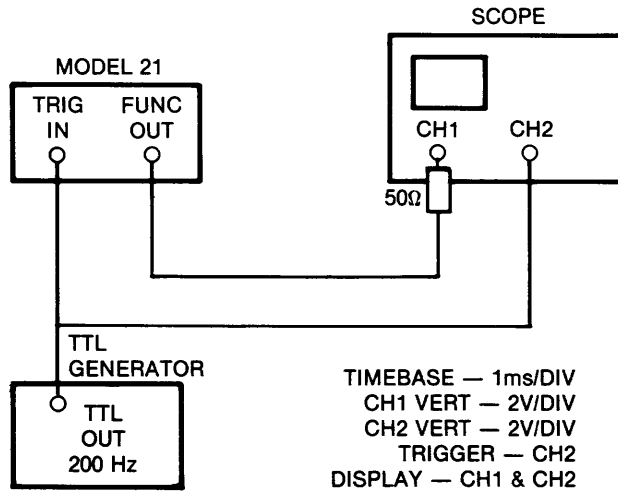 SCOPE
MODEL 21
TRIG IN
FUNC OUT
CH1
CH2
50Ω
TTL
GENERATOR
TTL
OUT
200 Hz
TIMEBASE — 1ms/DIV
CH1 VERT — 2V/DIV
CH2 VERT — 2V/DIV
TRIGGER — CH2
DISPLAY — CH1 & CH2